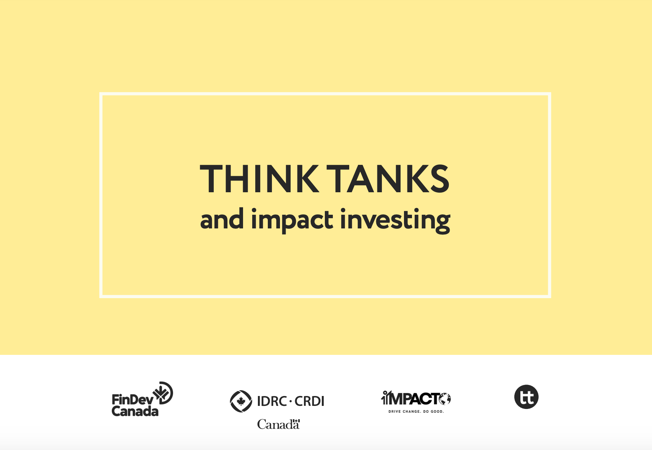 THINK TANKS
and impact investing
FinDev
Canada
IDRC · CRDI
Canada
iMPACT
DRIVE CHANGE. DO GOOD.
tt